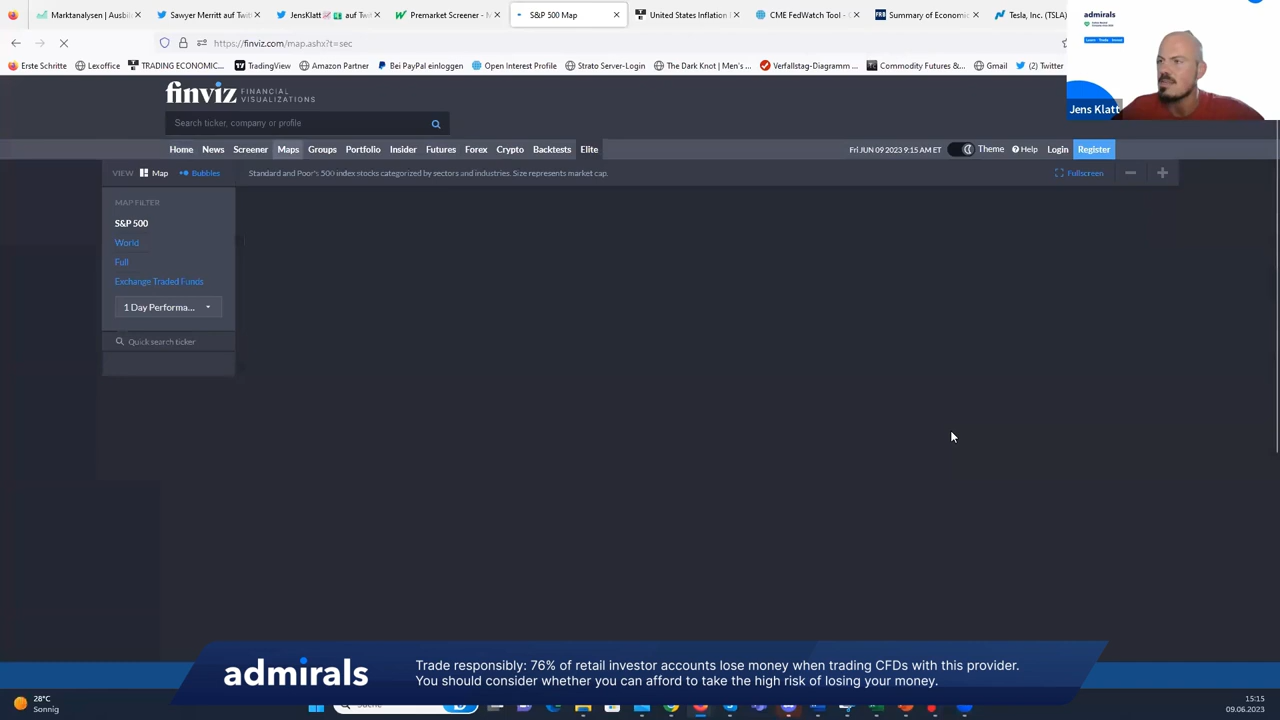 Marktanalysen | Ausbil
Sawyer Merritt auf Twitt
JensKlatt auf Twit
Premarket Screener - M
S&P 500 Map
United States Inflation
CME FedWatch Tool - C
Summary of Economic
Tesla, Inc. (TSLA)
https://finviz.com/map.ashx?t=sec
Erste Schritte
Lexoffice
TRADING ECONOMIC...
TradingView
Amazon Partner
Bei PayPal einloggen
Open Interest Profile
Strato Server-Login
The Dark Knot | Men's...
Verfallstag-Diagramm ...
Commodity Futures &...
Gmail
(2) Twitter
admirals
Learn Trade Invest
Jens Klatt
finviz FINANCIAL VISUALIZATIONS
Search ticker, company or profile
Home News Screener Maps Groups Portfolio Insider Futures Forex Crypto Backtests Elite
Fri JUN 09 2023 9:15 AM ET
Theme
Help
Login
Register
VIEW Map Bubbles
Standard and Poor's 500 index stocks categorized by sectors and industries. Size represents market cap.
Fullscreen
MAP FILTER
S&P 500
World
Full
Exchange Traded Funds
1 Day Performa...
Quick search ticker
admirals
Trade responsibly: 76% of retail investor accounts lose money when trading CFDs with this provider.
You should consider whether you can afford to take the high risk of losing your money.
28°C
Sonnig
Suche
15:15
09.06.2023